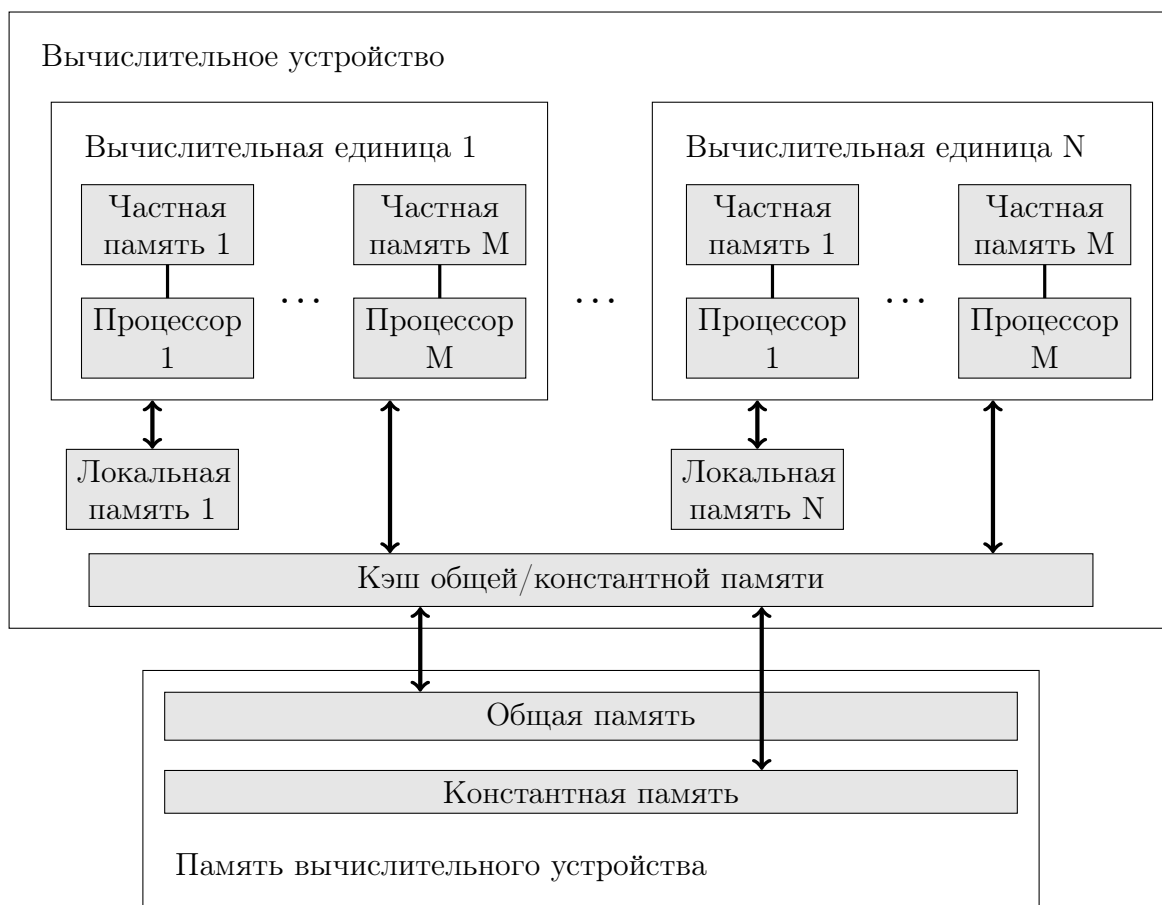 Вычислительное устройство
Вычислительная единица 1
Частная
память 1
Частная
память M
Процессор
1
...
Процессор
M
Локальная
память 1
...
Вычислительная единица N
Частная
память 1
Частная
память M
Процессор
1
...
Процессор
M
Локальная
память N
Кэш общей/константной памяти
Общая память
Константная память
Память вычислительного устройства